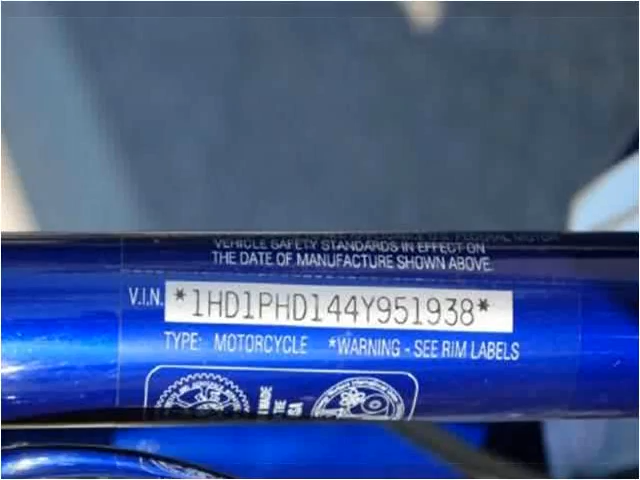 VEHICLE SAFETY STANDARDS IN EFFECT ON
THE DATE OF MANUFACTURE SHOWN ABOVE.
V.I.N. *1HD1PHD144Y951938*
TYPE: MOTORCYCLE *WARNING - SEE RIM LABELS